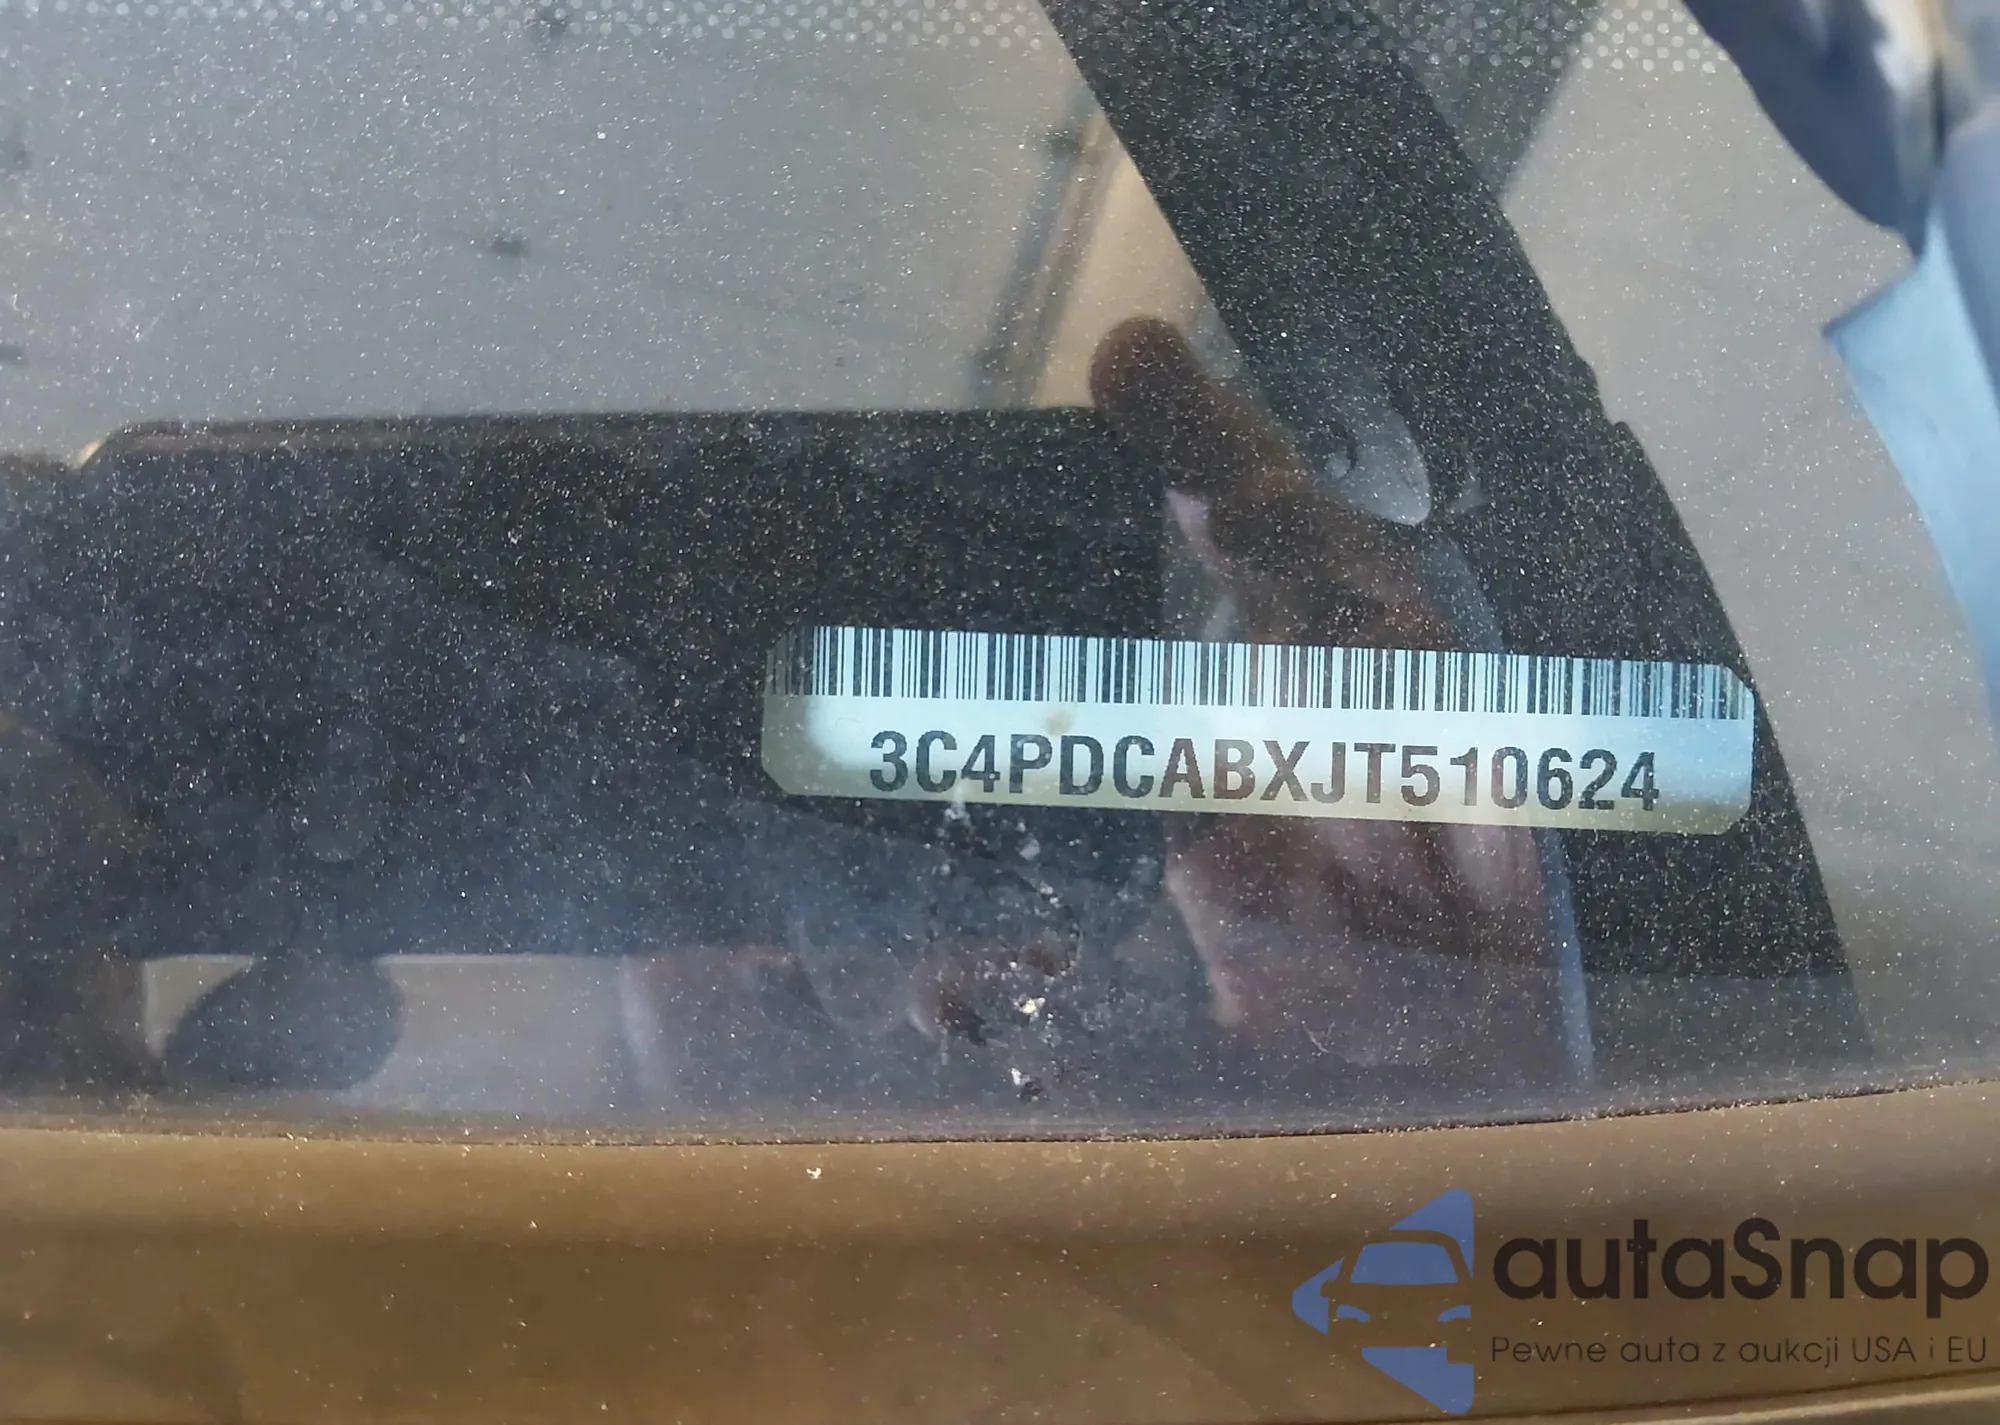 3C4PDCABXJT510624
autaSnap
Pewne auta z aukcji USA i EU